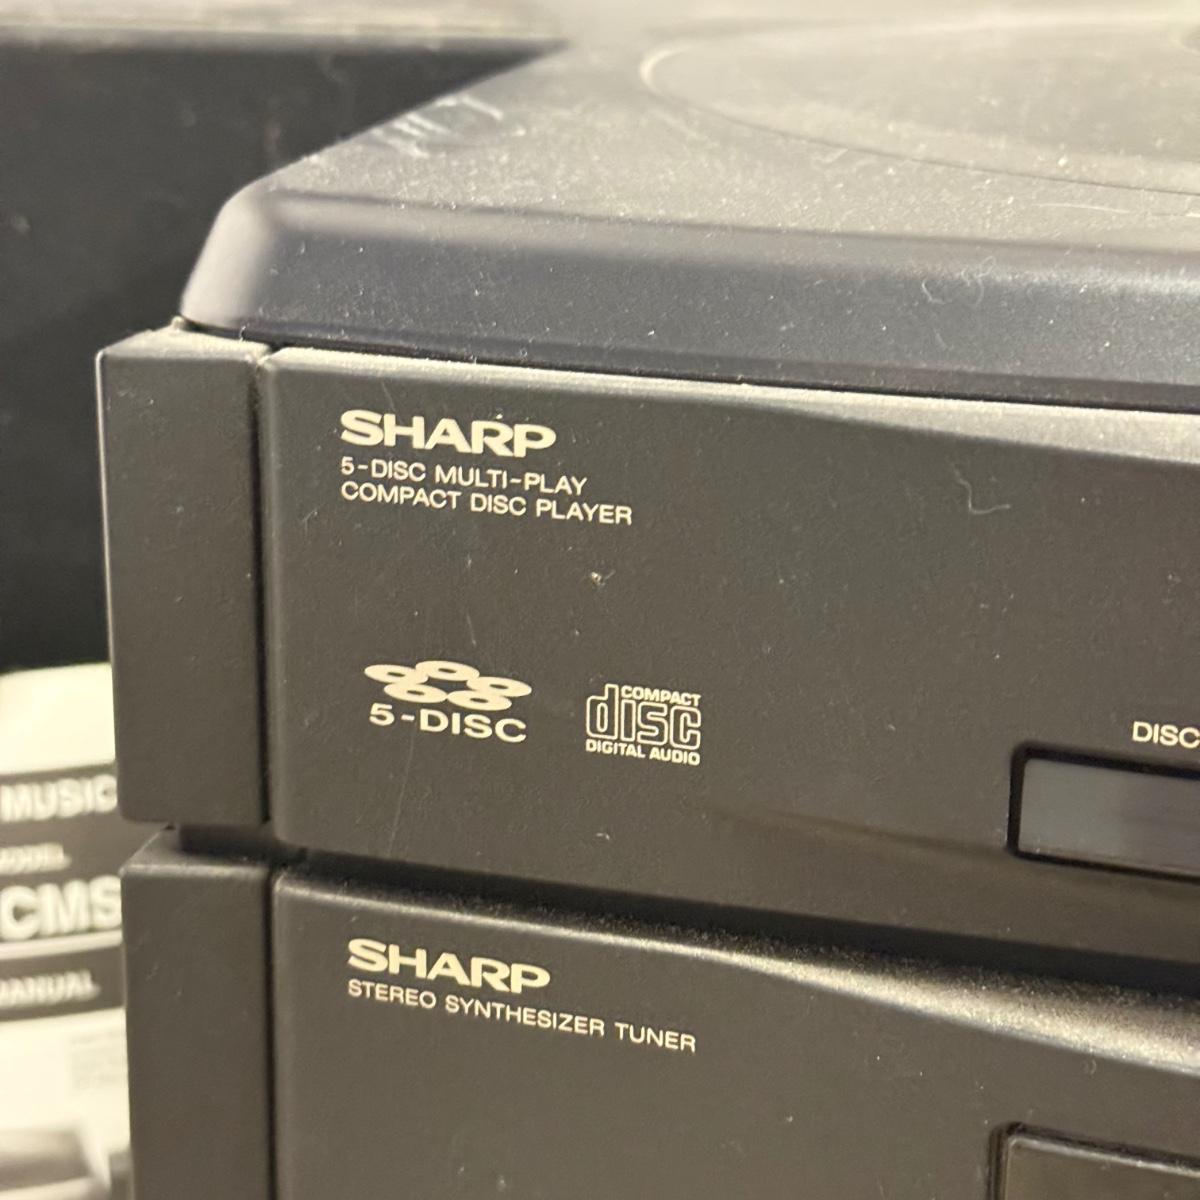 SHARP
5-DISC MULTI-PLAY
COMPACT DISC PLAYER
5-DISC
COMPACT
disc
DIGITAL AUDIO
DISC
SHARP
STEREO SYNTHESIZER TUNER
MUSIC
MODEL
CMS
MANUAL